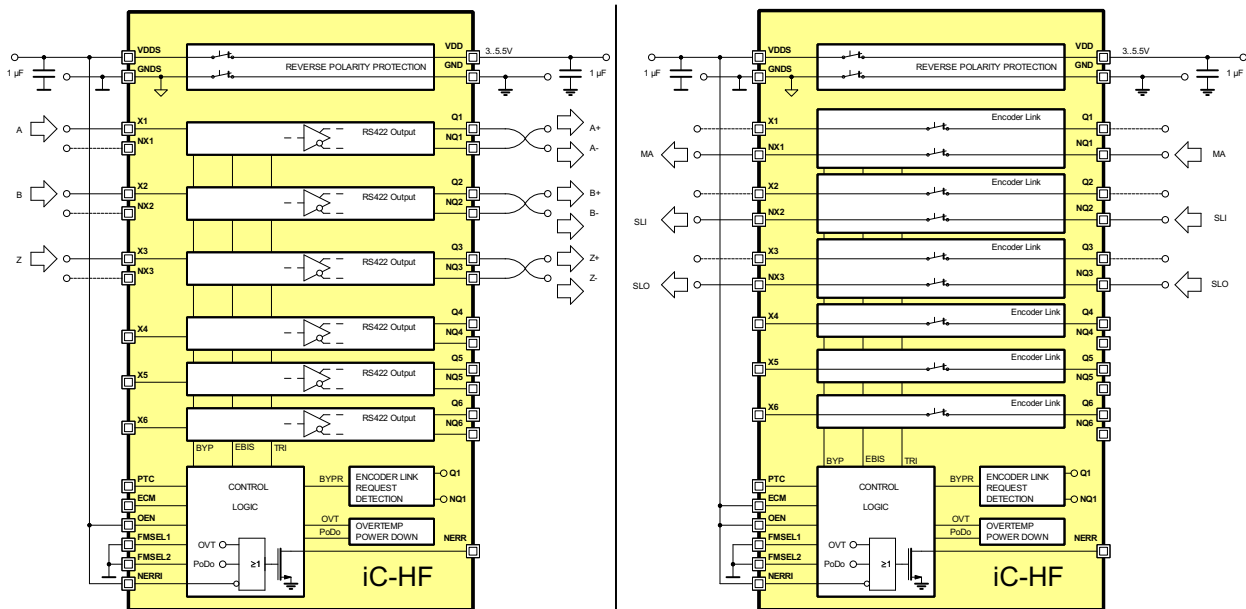 VDDS
VDD
3..5.5V
1 µF
GNDS
REVERSE POLARITY PROTECTION
GND
1 µF
X1
Q1
A
RS422 Output
A+
NX1
NQ1
A-
X2
Q2
B
RS422 Output
B+
NX2
NQ2
B-
X3
Q3
Z
RS422 Output
Z+
NX3
NQ3
Z-
Q4
X4
RS422 Output
NQ4
Q5
X5
RS422 Output
NQ5
Q6
X6
RS422 Output
NQ6
BYP
EBIS
TRI
PTC
CONTROL
LOGIC
BYPR
ENCODER LINK
REQUEST
DETECTION
Q1
NQ1
ECM
OEN
OVT
PoDo
OVERTEMP
POWER DOWN
FMSEL1
OVT
NERR
FMSEL2
PoDo
≥1
NERRI
iC-HF
VDDS
VDD
3..5.5V
1 µF
GNDS
REVERSE POLARITY PROTECTION
GND
1 µF
X1
Encoder Link
Q1
NX1
NQ1
MA
MA
X2
Encoder Link
Q2
NX2
NQ2
SLI
SLI
X3
Encoder Link
Q3
NX3
NQ3
SLO
SLO
X4
Encoder Link
Q4
NQ4
X5
Encoder Link
Q5
NQ5
X6
Encoder Link
Q6
NQ6
BYP
EBIS
TRI
PTC
CONTROL
LOGIC
BYPR
ENCODER LINK
REQUEST
DETECTION
Q1
NQ1
ECM
OEN
OVT
PoDo
OVERTEMP
POWER DOWN
FMSEL1
OVT
NERR
FMSEL2
PoDo
≥1
NERRI
iC-HF